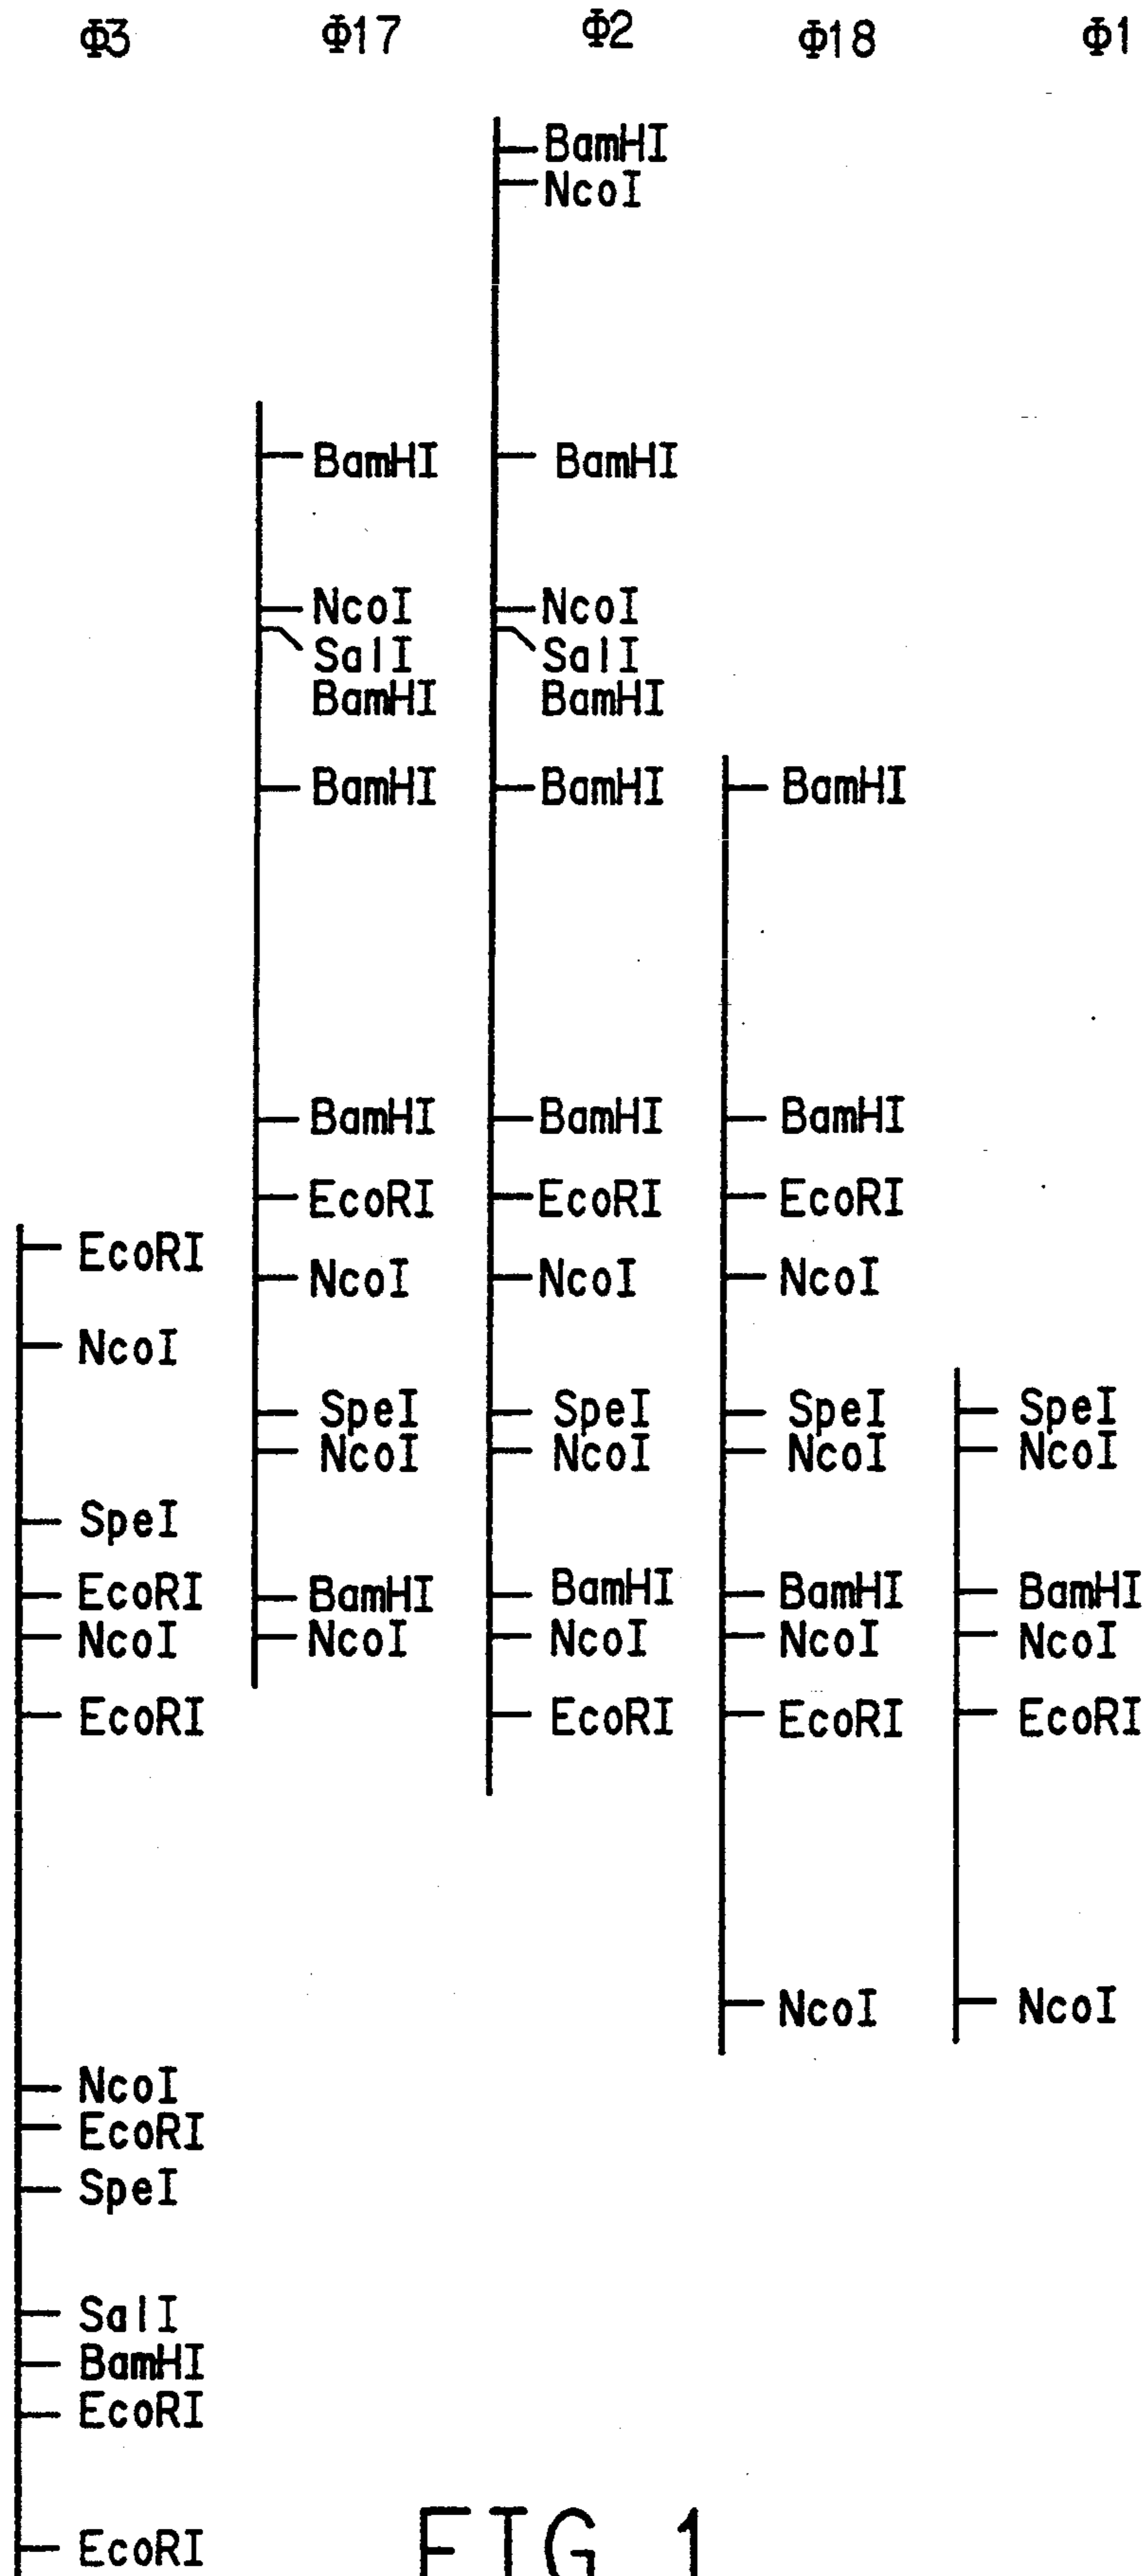 Φ3 Φ17 Φ2 Φ18 Φ1
BamHI
NcoI
BamHI BamHI
NcoI NcoI
SalI SalI
BamHI BamHI
BamHI BamHI BamHI
BamHI BamHI BamHI
EcoRI EcoRI EcoRI
EcoRI
NcoI NcoI NcoI
NcoI
SpeI SpeI SpeI SpeI
NcoI NcoI NcoI NcoI
SpeI
EcoRI BamHI BamHI BamHI BamHI
NcoI NcoI NcoI NcoI NcoI
EcoRI EcoRI EcoRI EcoRI
NcoI NcoI
NcoI
EcoRI
SpeI
SalI
BamHI
EcoRI
EcoRI
FIG 1